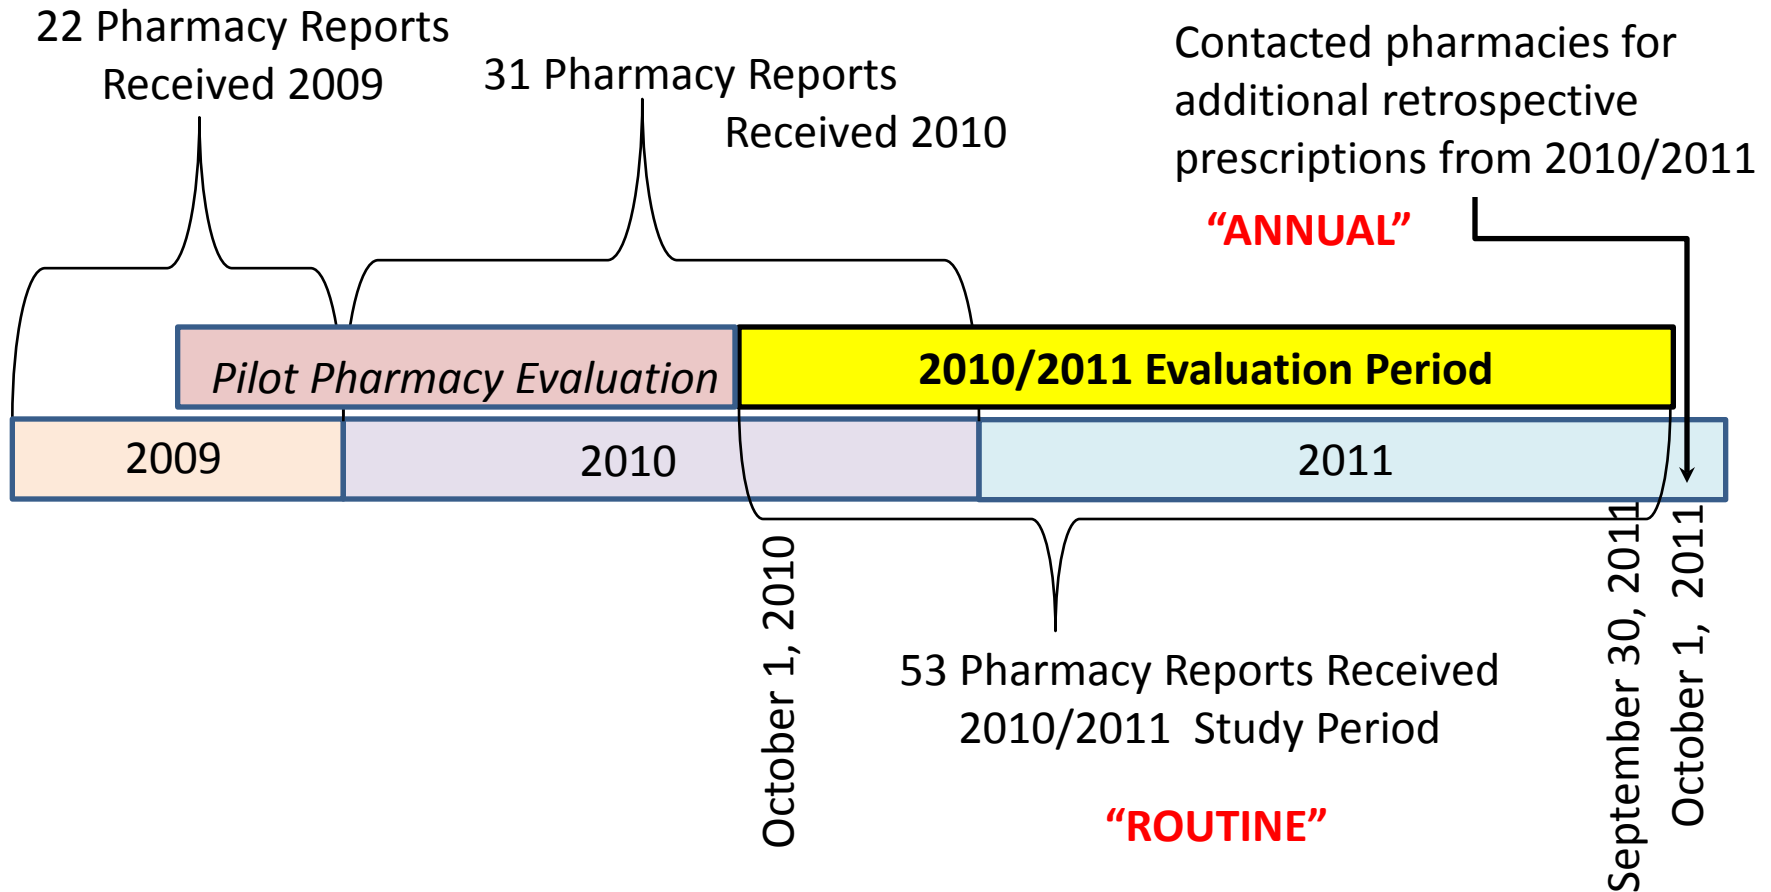 22 Pharmacy Reports
Received 2009
31 Pharmacy Reports
Received 2010
Contacted pharmacies for
additional retrospective
prescriptions from 2010/2011
“ANNUAL”
Pilot Pharmacy Evaluation
2010/2011 Evaluation Period
2009
2010
2011
October 1, 2010
September 30, 2011
October 1, 2011
53 Pharmacy Reports Received
2010/2011 Study Period
“ROUTINE”